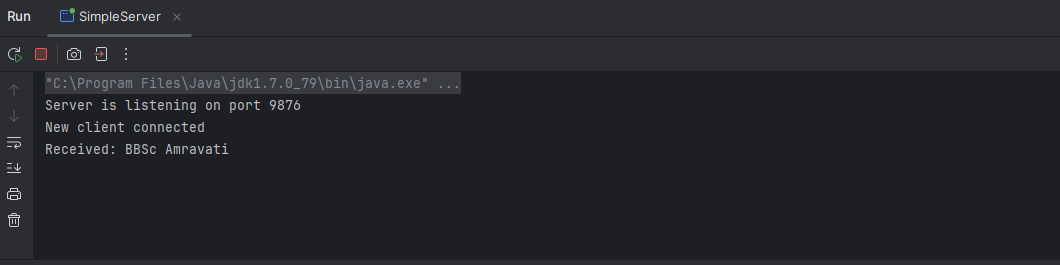 Run SimpleServer
"C:\Program Files\Java\jdk1.7.0_79\bin\java.exe" ...
Server is listening on port 9876
New client connected
Received: BBSc Amravati